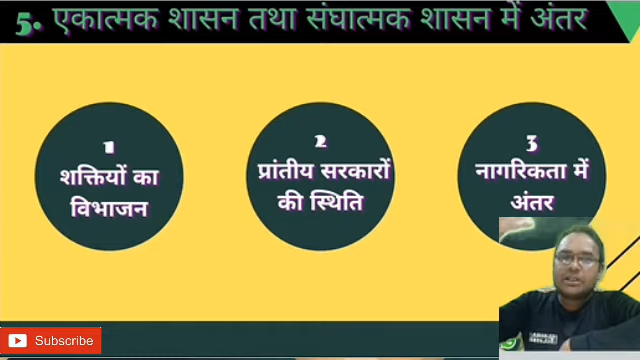 5. एकात्मक शासन तथा संघात्मक शासन में अंतर
1
शक्तियों का
विभाजन
2
प्रांतीय सरकारों
की स्थिति
3
नागरिकता में
अंतर
Subscribe